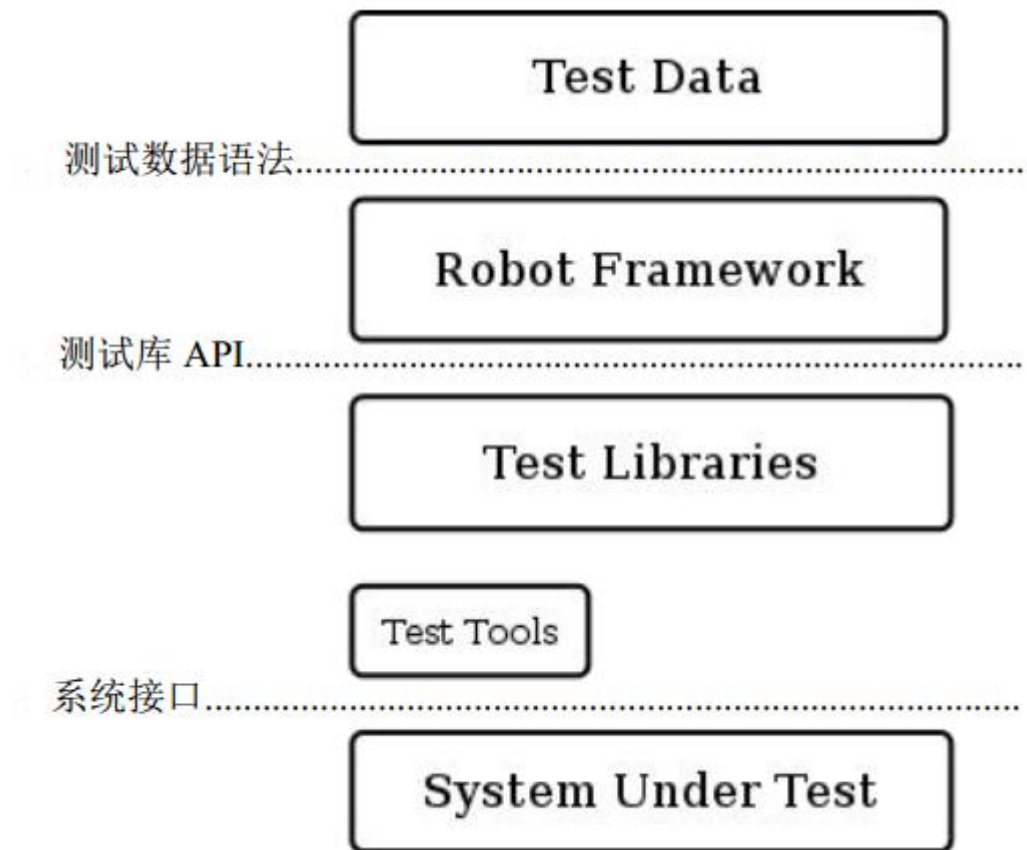 Test Data
测试数据语法........................................................................
Robot Framework
测试库 API.............................................................................
Test Libraries
Test Tools
系统接口.................................................................................
System Under Test